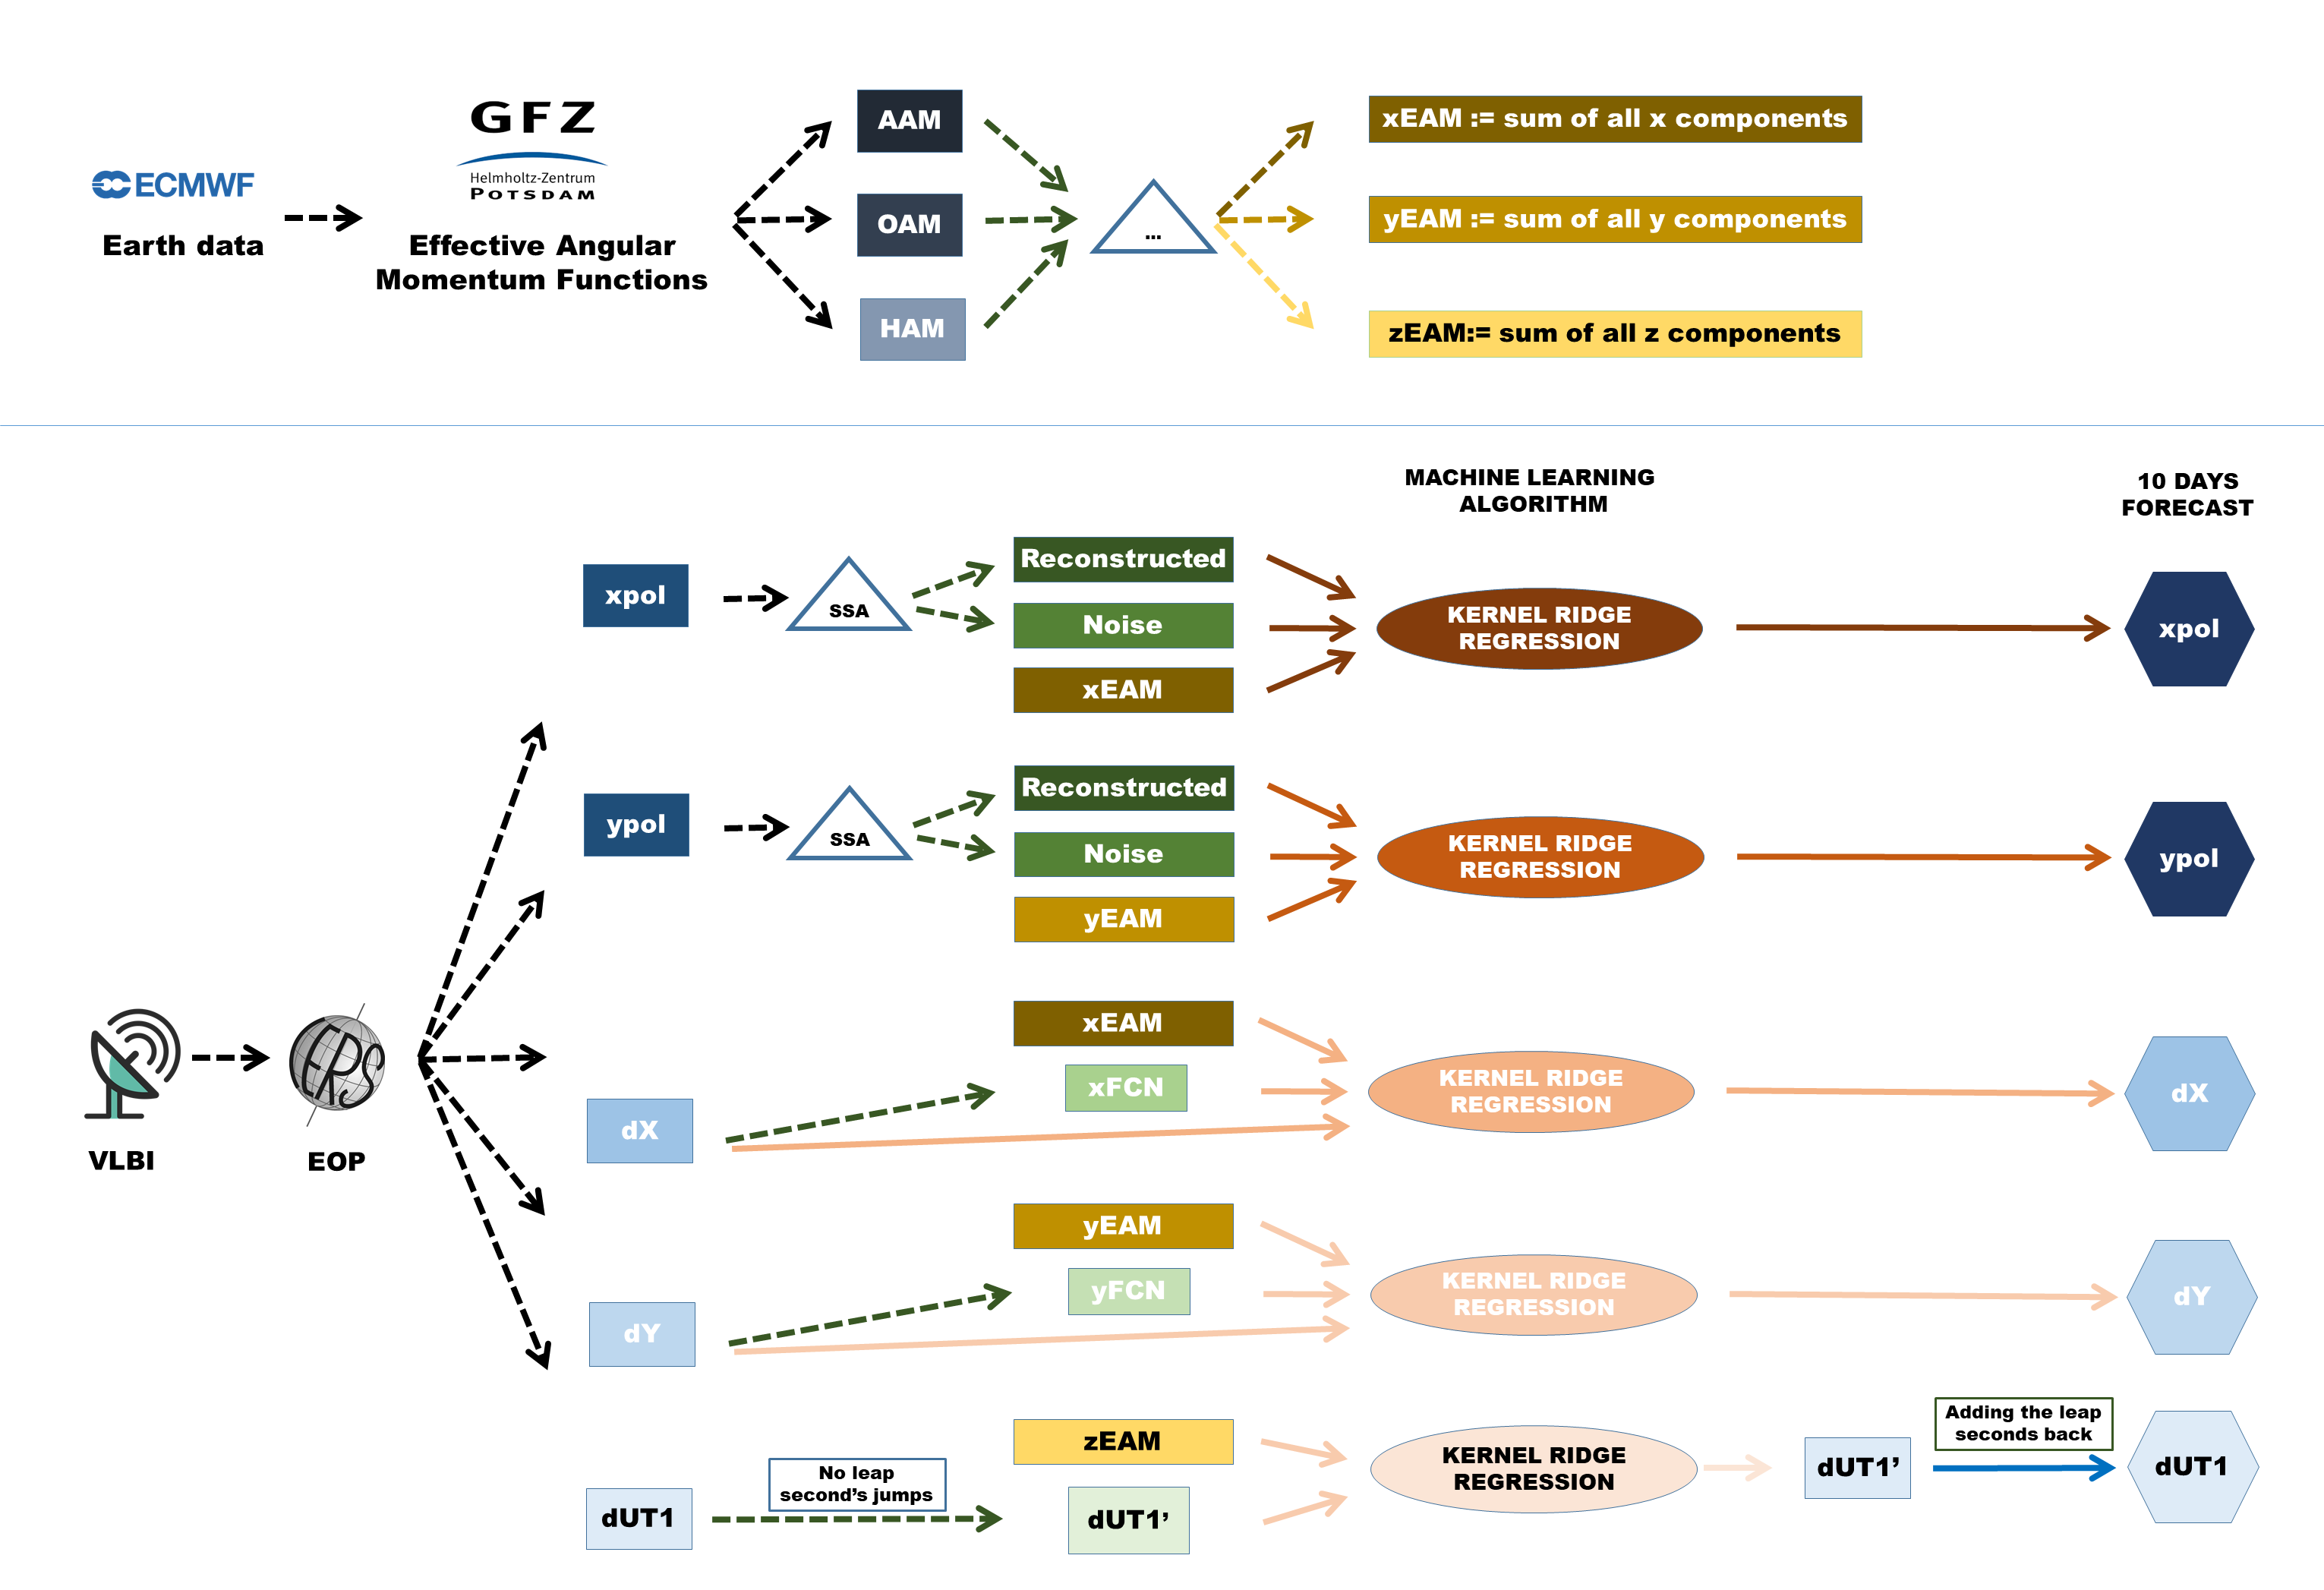 ECMWF
Earth data
GFZ
Helmholtz-Zentrum
POTSDAM
Effective Angular
Momentum Functions
AAM
OAM
HAM
...
xEAM := sum of all x components
yEAM := sum of all y components
zEAM:= sum of all z components
MACHINE LEARNING
ALGORITHM
10 DAYS
FORECAST
xpol
SSA
Reconstructed
Noise
xEAM
KERNEL RIDGE
REGRESSION
xpol
ypol
SSA
Reconstructed
Noise
yEAM
KERNEL RIDGE
REGRESSION
ypol
VLBI
IERS
EOP
dX
xEAM
xFCN
KERNEL RIDGE
REGRESSION
dX
dY
yEAM
yFCN
KERNEL RIDGE
REGRESSION
dY
dUT1
No leap
second's jumps
zEAM
dUT1’
KERNEL RIDGE
REGRESSION
dUT1’
Adding the leap
seconds back
dUT1